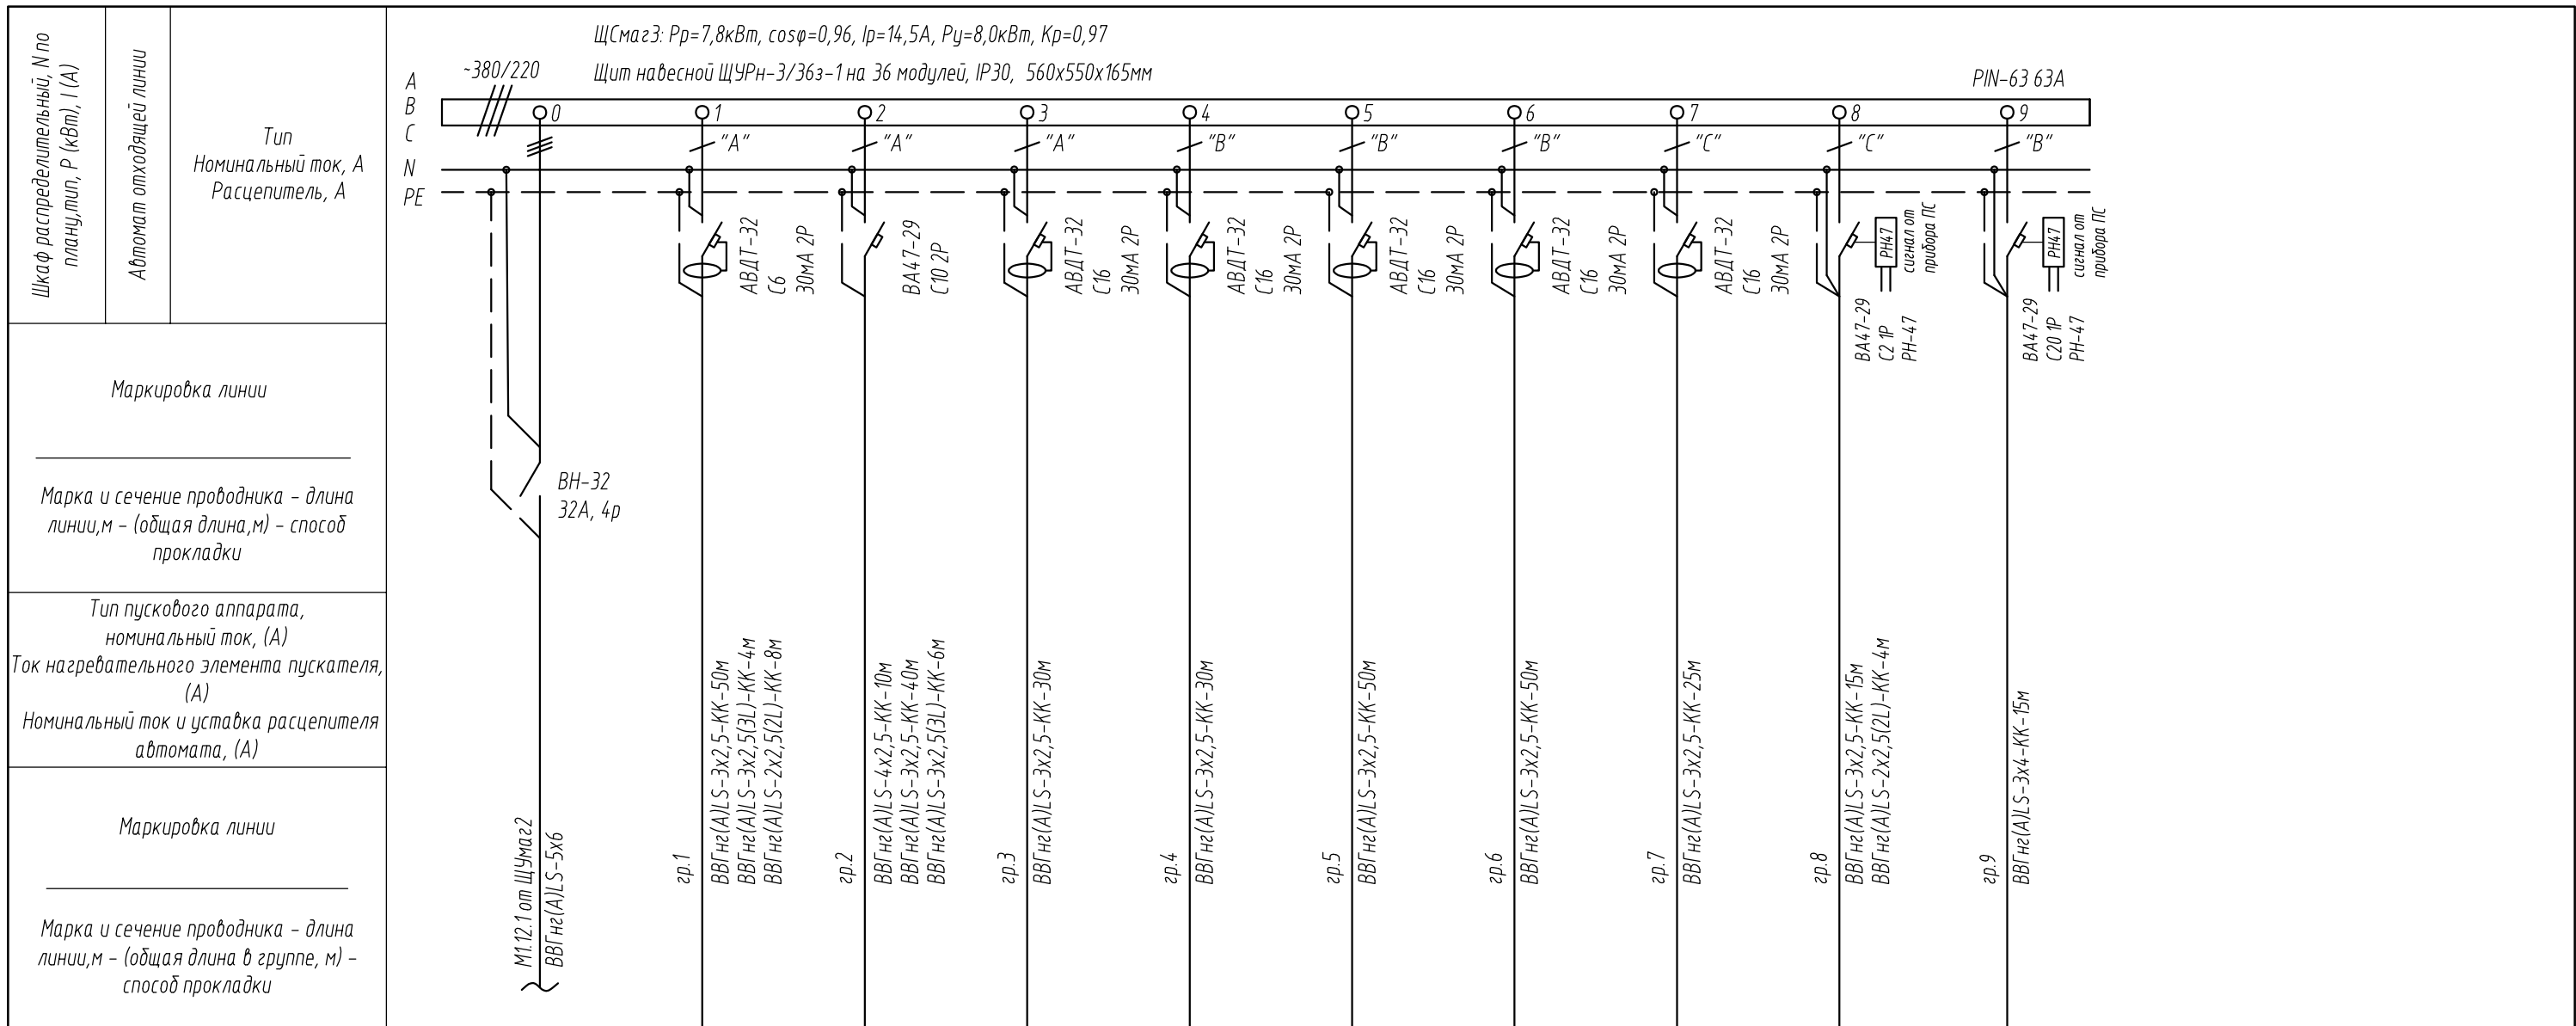 Шкаф распределительный, N по
плану,тип, Р (кВт), I (А)
Автомат отходящей линии
Тип
Номинальный ток, А
Расцепитель, А
Маркировка линии
Марка и сечение проводника - длина
линии,м - (общая длина,м) - способ
прокладки
Тип пускового аппарата,
номинальный ток, (А)
Ток нагревательного элемента пускателя,
(А)
Номинальный ток и уставка расцепителя
автомата, (А)
Маркировка линии
Марка и сечение проводника - длина
линии,м - (общая длина в группе, м) -
способ прокладки
ЩСмаг3: Рр=7,8кВт, cosφ=0,96, Iр=14,5А, Ру=8,0кВт, Кр=0,97
Щит навесной ЩУРн-3/36з-1 на 36 модулей, IP30, 560х550х165мм
~380/220
PIN-63 63А
A
B
C
N
PE
0
1
2
3
4
5
6
7
8
9
"А"
"А"
"А"
"В"
"В"
"В"
"С"
"С"
"В"
ВН-32
32А, 4р
М1.12.1 от ЩУмаг2
ВВГнг(А)LS-5х6
АВДТ-32
С6
30мА 2Р
гр.1
ВВГнг(А)LS-3х2,5-КК-50м
ВВГнг(А)LS-3х2,5(3L)-КК-4м
ВВГнг(А)LS-2х2,5(2L)-КК-8м
ВА47-29
С10 2Р
гр.2
ВВГнг(А)LS-4х2,5-КК-10м
ВВГнг(А)LS-3х2,5-КК-40м
ВВГнг(А)LS-3х2,5(3L)-КК-6м
АВДТ-32
С16
30мА 2Р
гр.3
ВВГнг(А)LS-3х2,5-КК-30м
АВДТ-32
С16
30мА 2Р
гр.4
ВВГнг(А)LS-3х2,5-КК-30м
АВДТ-32
С16
30мА 2Р
гр.5
ВВГнг(А)LS-3х2,5-КК-50м
АВДТ-32
С16
30мА 2Р
гр.6
ВВГнг(А)LS-3х2,5-КК-50м
АВДТ-32
С16
30мА 2Р
гр.7
ВВГнг(А)LS-3х2,5-КК-25м
РН47
сигнал от
прибора ПС
ВА47-29
С2 1Р
РН-47
гр.8
ВВГнг(А)LS-3х2,5-КК-15м
ВВГнг(А)LS-2х2,5(2L)-КК-4м
РН47
сигнал от
прибора ПС
ВА47-29
С20 1Р
РН-47
гр.9
ВВГнг(А)LS-3х4-КК-15м